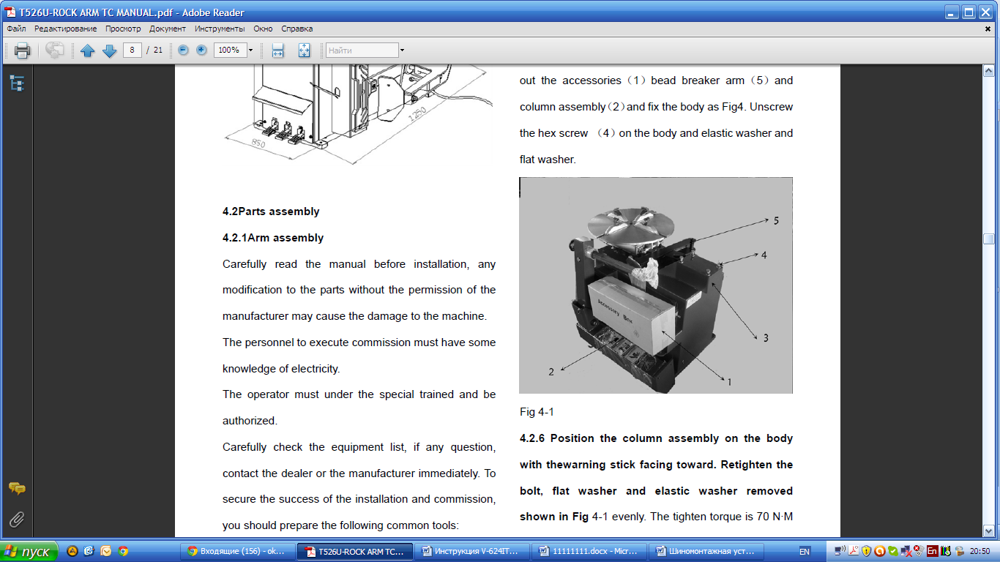 T526U-ROCK ARM TC MANUAL.pdf - Adobe Reader
Файл Редактирование Просмотр Документ Инструменты Окно Справка
8 / 21 100% Найти
850
1250
4.2Parts assembly
4.2.1Arm assembly
Carefully read the manual before installation, any
modification to the parts without the permission of the
manufacturer may cause the damage to the machine.
The personnel to execute commission must have some
knowledge of electricity.
The operator must under the special trained and be
authorized.
Carefully check the equipment list, if any question,
contact the dealer or the manufacturer immediately. To
secure the success of the installation and commission,
you should prepare the following common tools:
out the accessories（1）bead breaker arm（5）and
column assembly（2）and fix the body as Fig4. Unscrew
the hex screw （4）on the body and elastic washer and
flat washer.
5
4
3
Accessory Box
2
1
Fig 4-1
4.2.6 Position the column assembly on the body
with thewarning stick facing toward. Retighten the
bolt, flat washer and elastic washer removed
shown in Fig 4-1 evenly. The tighten torque is 70 N·M
пуск
Входящие (156) - ok...
T526U-ROCK ARM TC...
Инструкция V-624IT...
11111111.docx - Micr...
Шиномонтажная уст...
EN
En
20:50